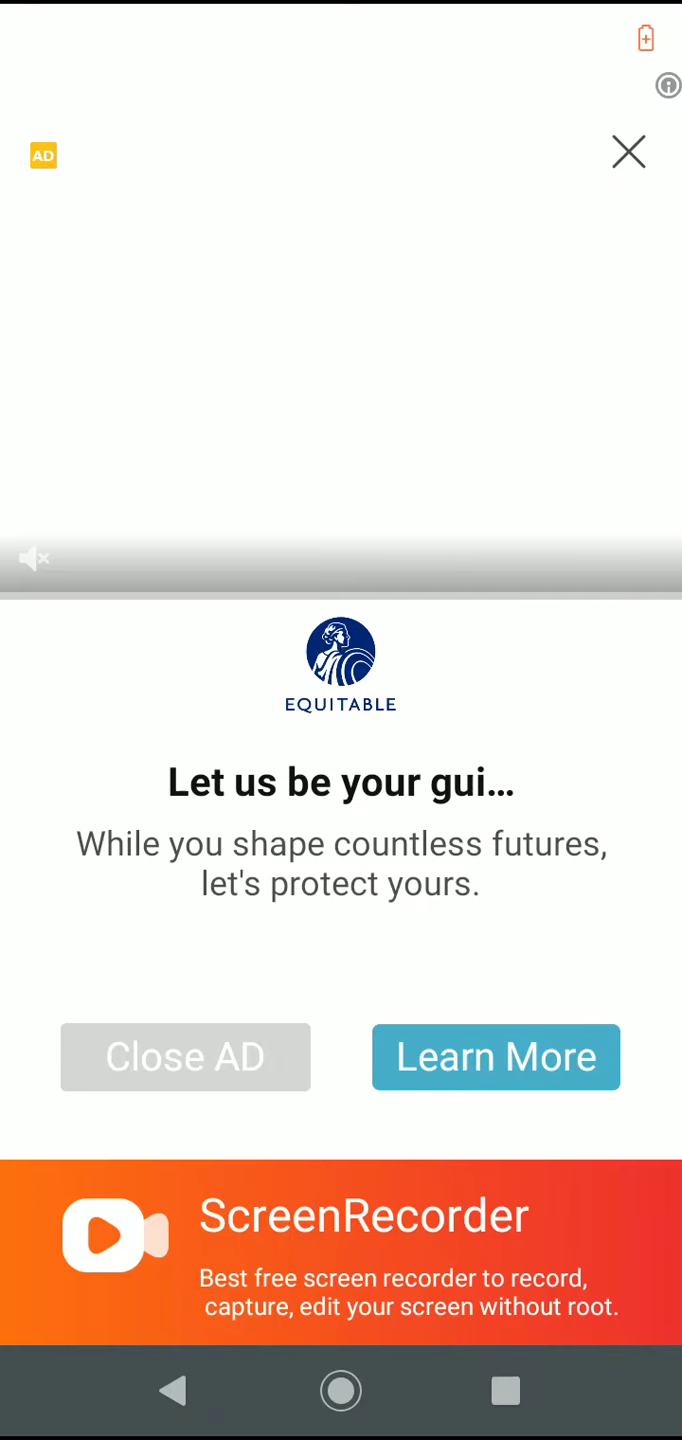 AD
EQUITABLE
Let us be your gui...
While you shape countless futures,
let's protect yours.
Close AD
Learn More
ScreenRecorder
Best free screen recorder to record,
capture, edit your screen without root.